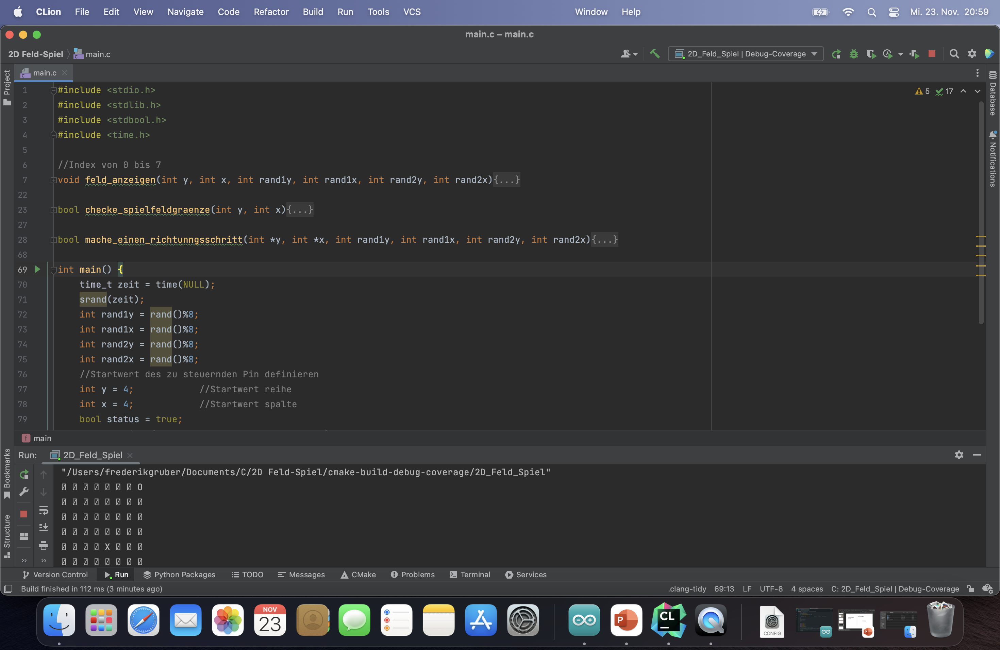 CLion File Edit View Navigate Code Refactor Build Run Tools VCS Window Help Mi. 23. Nov. 20:59
main.c – main.c
2D Feld-Spiel main.c 2D_Feld_Spiel | Debug-Coverage
Project
main.c
Database
Notifications
5 17
1 #include <stdio.h>
2 #include <stdlib.h>
3 #include <stdbool.h>
4 #include <time.h>
5
6 //Index von 0 bis 7
7 void feld_anzeigen(int y, int x, int rand1y, int rand1x, int rand2y, int rand2x){...}
22
23 bool checke_spielfeldgraenze(int y, int x){...}
27
28 bool mache_einen_richtunngsschritt(int *y, int *x, int rand1y, int rand1x, int rand2y, int rand2x){...}
68
69 int main() {
70 time_t zeit = time(NULL);
71 srand(zeit);
72 int rand1y = rand()%8;
73 int rand1x = rand()%8;
74 int rand2y = rand()%8;
75 int rand2x = rand()%8;
76 //Startwert des zu steuernden Pin definieren
77 int y = 4; //Startwert reihe
78 int x = 4; //Startwert spalte
79 bool status = true;
f main
Run: 2D_Feld_Spiel
Bookmarks
Structure
"/Users/frederikgruber/Documents/C/2D Feld-Spiel/cmake-build-debug-coverage/2D_Feld_Spiel"
O
X
Version Control Run Python Packages TODO Messages CMake Problems Terminal Services
Build finished in 112 ms (3 minutes ago) .clang-tidy 69:13 LF UTF-8 4 spaces C: 2D_Feld_Spiel | Debug-Coverage
NOV
23
P
CL
CONFIG